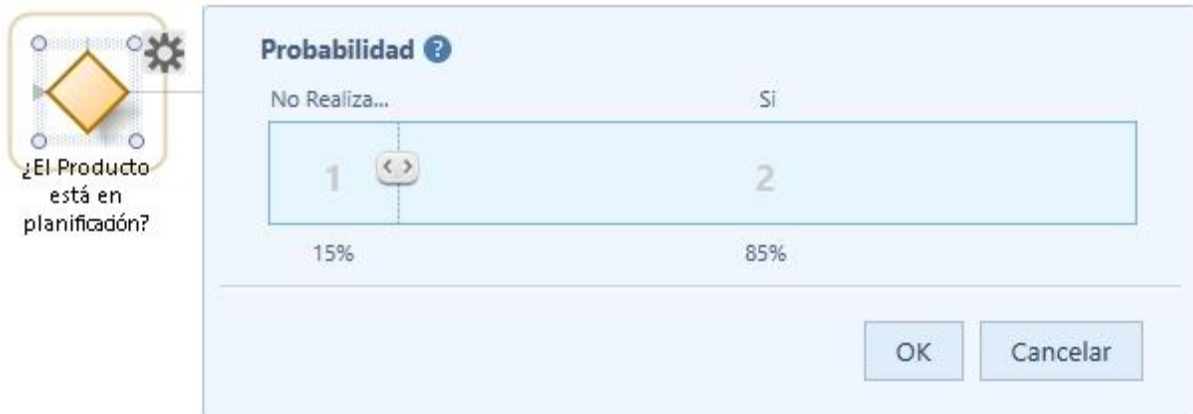 Probabilidad ?
No Realiza... Si
1 2
15% 85%
OK Cancelar
¿El Producto
está en
planificación?